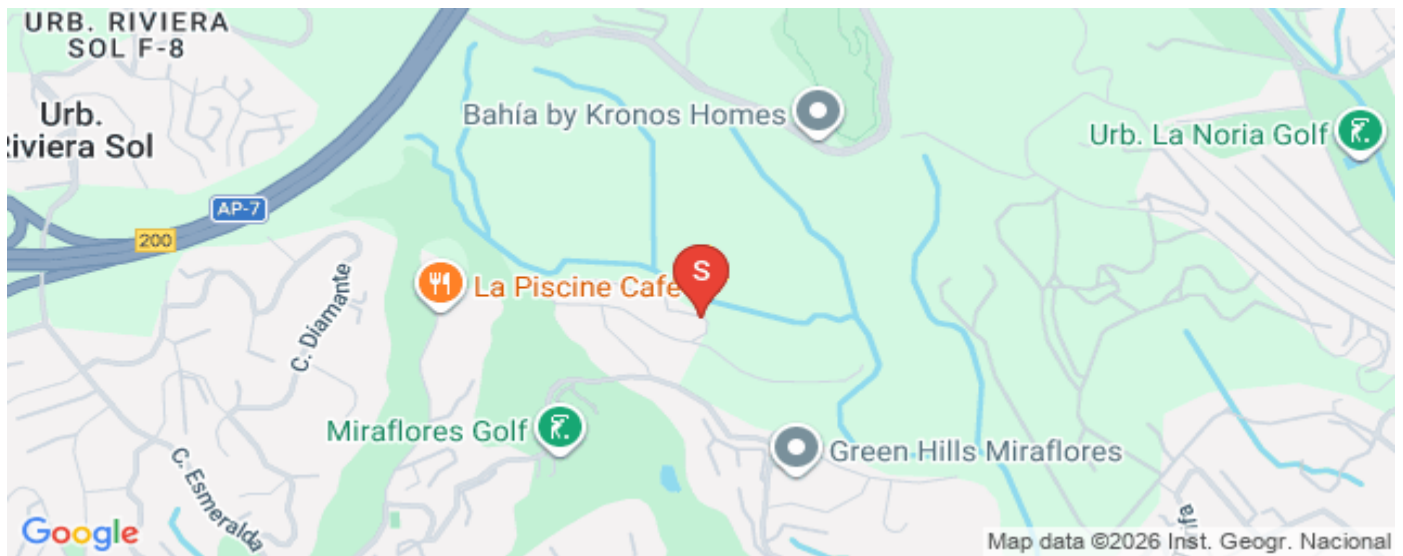 URB. RIVIERA
SOL F-8
Urb.
Riviera Sol
Bahía by Kronos Homes
Urb. La Noria Golf
AP-7
200
C. Diamante
S
La Piscine Cafe
Miraflores Golf
Green Hills Miraflores
C. Esmeralda
Google
Map data ©2026 Inst. Geogr. Nacional